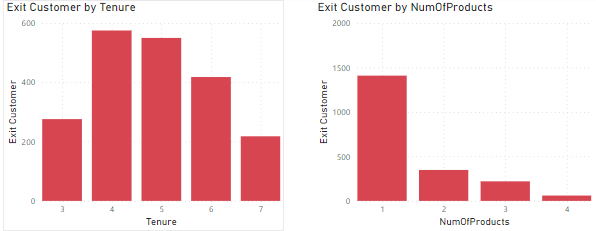 Exit Customer by Tenure
600
400
200
0
Exit Customer
3 4 5 6 7
Tenure
Exit Customer by NumOfProducts
2000
1500
1000
500
0
Exit Customer
1 2 3 4
NumOfProducts